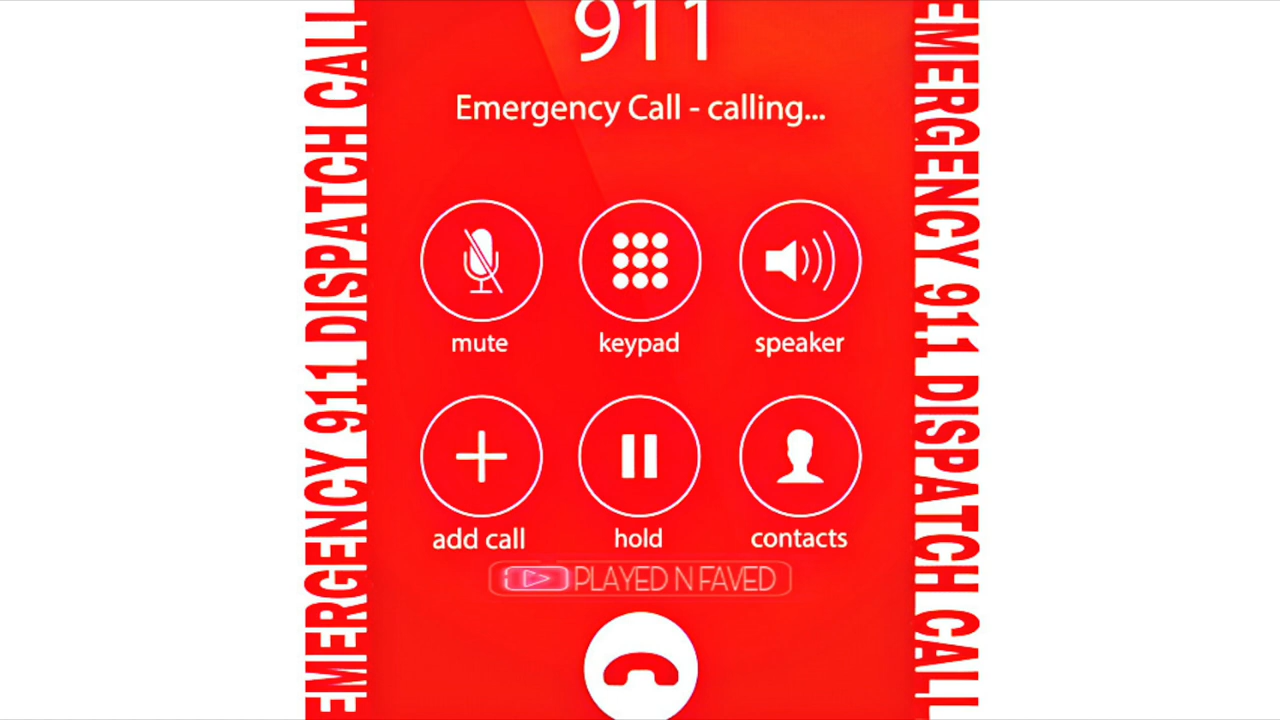 911
Emergency Call - calling...
mute keypad speaker
add call hold contacts
PLAYED N FAVED
EMERGENCY 911 DISPATCH CALL
EMERGENCY 911 DISPATCH CALL